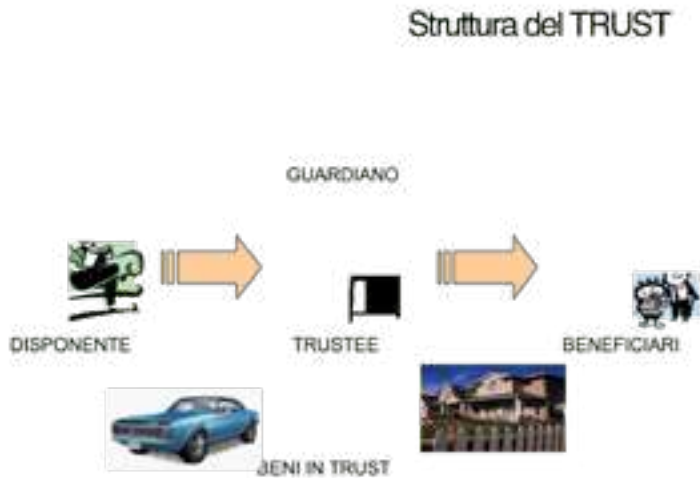 Struttura del TRUST
GUARDIANO
DISPONENTE
TRUSTEE
BENEFICIARI
BENI IN TRUST